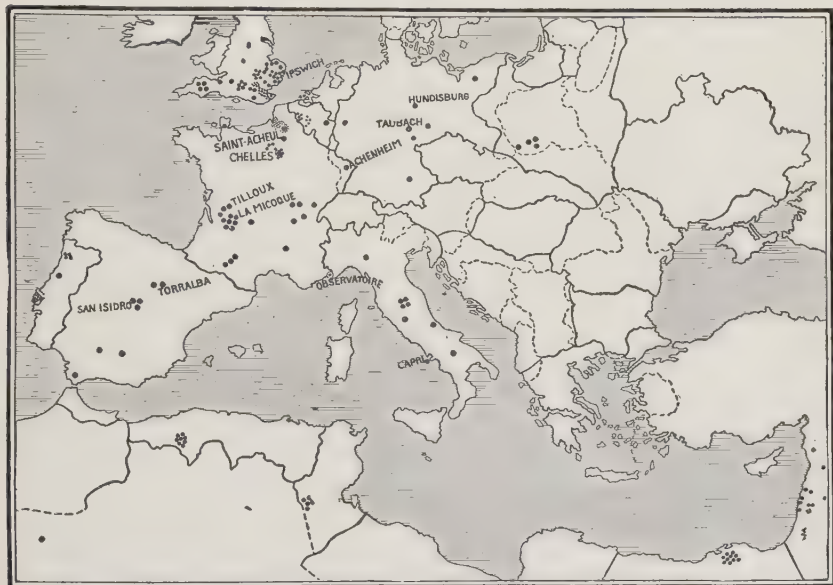 IPSWICH
HUNDISBURG
TAUBACH
SAINT-ACHEUL
CHELLES
ACHENHEIM
TILLOUX
LA MICOQUE
OBSERVATOIRE
TORRALBA
SAN ISIDRO
CAPRI